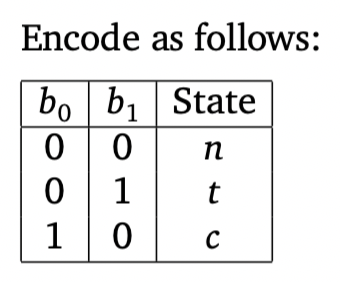 Encode as follows:
b₀ b₁ State
0 0 n
0 1 t
1 0 c